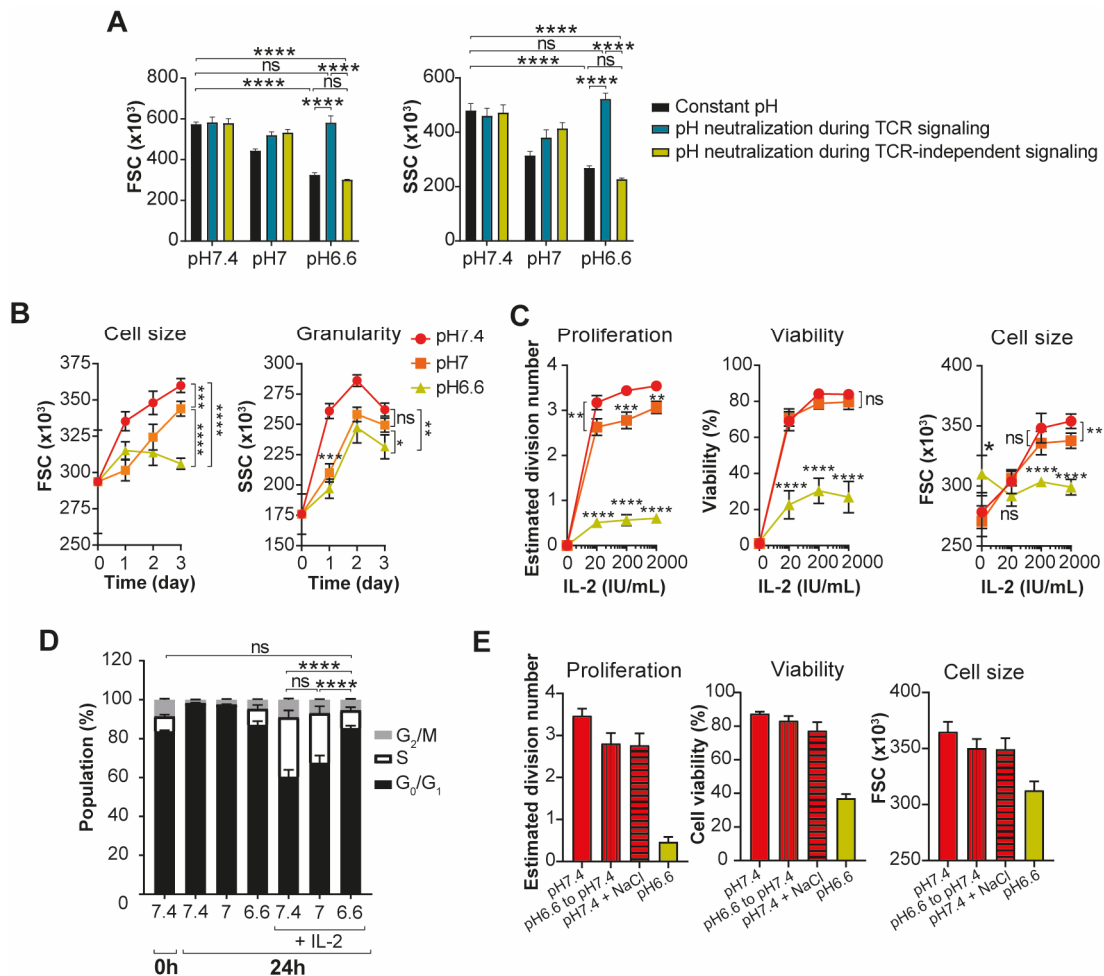 A
****
ns
****
****
ns
****
FSC (x10³)
800
600
400
200
0
pH7.4
pH7
pH6.6
****
ns
****
****
ns
****
SSC (x10³)
600
400
200
0
pH7.4
pH7
pH6.6
Constant pH
pH neutralization during TCR signaling
pH neutralization during TCR-independent signaling
B
Cell size
FSC (x10³)
375
350
325
300
275
250
0 1 2 3
Time (day)
***
****
****
Granularity
SSC (x10³)
300
250
200
150
0 1 2 3
Time (day)
***
ns
*
**
pH7.4
pH7
pH6.6
C
Proliferation
Estimated division number
4
3
2
1
0
**
***
**
****
****
****
0 20 200 2000
IL-2 (IU/mL)
Viability
Viability (%)
100
80
60
40
20
0
ns
****
****
****
0 20 200 2000
IL-2 (IU/mL)
Cell size
FSC (x10³)
400
350
300
250
*
ns
ns
**
****
****
0 20 200 2000
IL-2 (IU/mL)
D
ns
****
ns
****
Population (%)
120
100
80
60
40
20
0
G₂/M
S
G₀/G₁
7.4 7.4 7 6.6 7.4 7 6.6
+ IL-2
0h 24h
E
Proliferation
Estimated division number
4
3
2
1
0
pH7.4
pH6.6 to pH7.4
pH7.4 + NaCl
pH6.6
Viability
Cell viability (%)
100
80
60
40
20
0
pH7.4
pH6.6 to pH7.4
pH7.4 + NaCl
pH6.6
Cell size
FSC (x10³)
400
350
300
250
pH7.4
pH6.6 to pH7.4
pH7.4 + NaCl
pH6.6